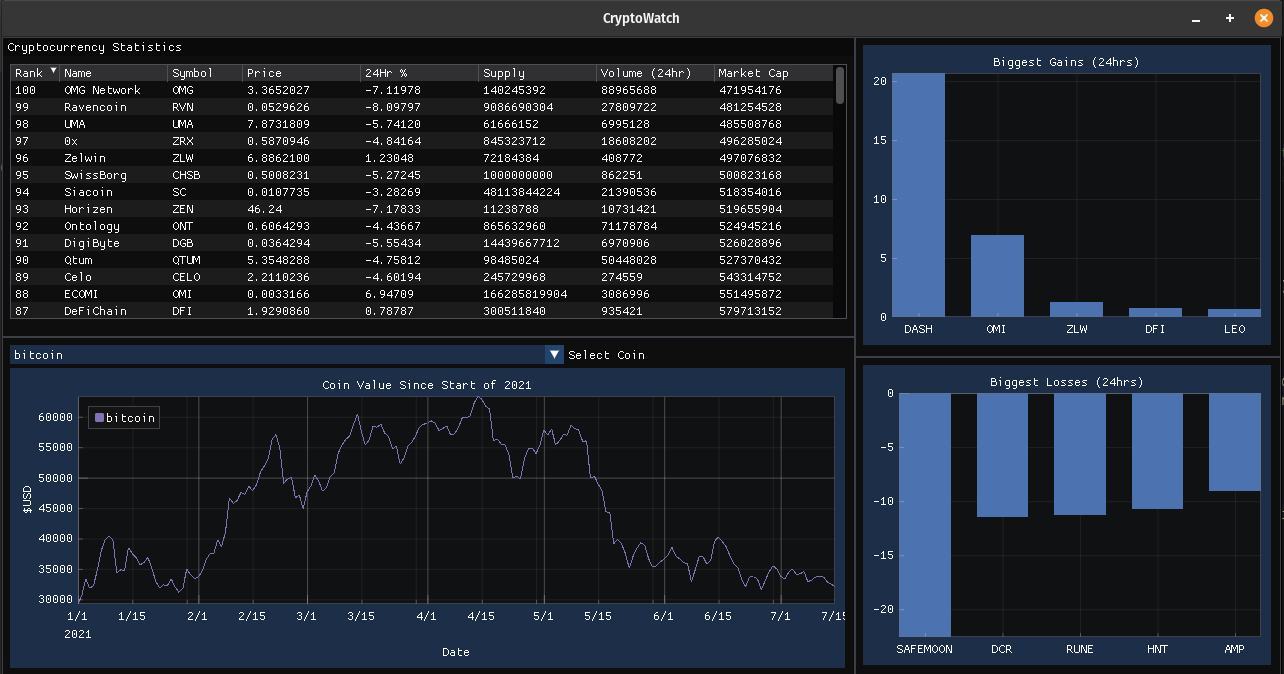 CryptoWatch
Cryptocurrency Statistics
Rank Name Symbol Price 24Hr % Supply Volume (24hr) Market Cap
100 OMG Network OMG 3.3652027 -7.11978 140245392 88965688 471954176
99 Ravencoin RVN 0.0529626 -8.09797 9086690304 27809722 481254528
98 UMA UMA 7.8731809 -5.74120 61666152 6995128 485508768
97 0x ZRX 0.5870946 -4.84164 845323712 18608202 496285024
96 Zelwin ZLW 6.8862100 1.23048 72184384 408772 497076832
95 SwissBorg CHSB 0.5008231 -5.27245 1000000000 862251 500823168
94 Siacoin SC 0.0107735 -3.28269 48113844224 21390536 518354016
93 Horizen ZEN 46.24 -7.17833 11238788 10731421 519655904
92 Ontology ONT 0.6064293 -4.43667 865632960 71178784 524945216
91 DigiByte DGB 0.0364294 -5.55434 14439667712 6970906 526028896
90 Qtum QTUM 5.3548288 -4.75812 98485024 50448028 527370432
89 Celo CELO 2.2110236 -4.60194 245729968 274559 543314752
88 ECOMI OMI 0.0033166 6.94709 166285819904 3086996 551495872
87 DeFiChain DFI 1.9290860 0.78787 300511840 935421 579713152
bitcoin Select Coin
Coin Value Since Start of 2021
bitcoin
60000
55000
50000
45000
40000
35000
30000
$USD
1/1 1/15 2/1 2/15 3/1 3/15 4/1 4/15 5/1 5/15 6/1 6/15 7/1 7/15
2021
Date
Biggest Gains (24hrs)
20
15
10
5
0
DASH OMI ZLW DFI LEO
Biggest Losses (24hrs)
0
-5
-10
-15
-20
SAFEMOON DCR RUNE HNT AMP